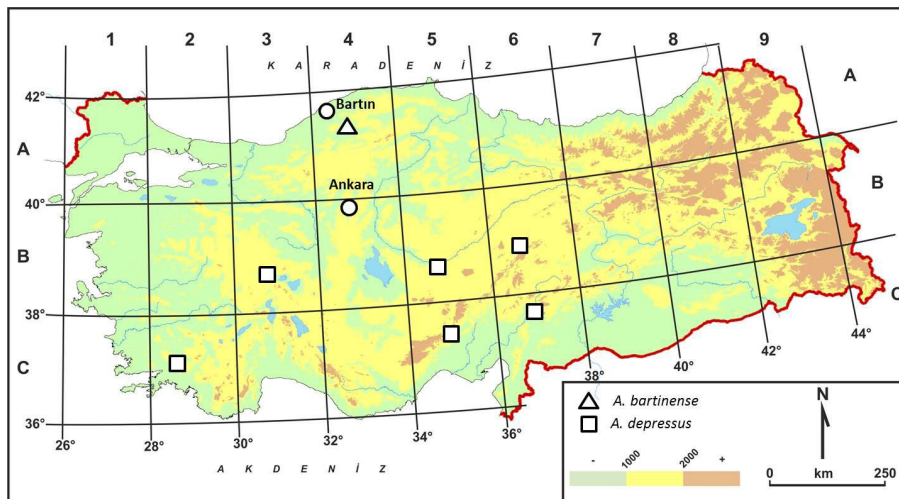 1 2 3 4 5 6 7 8 9
K A R A D E N İ Z
A
42°
Bartın
A
Ankara
B
40°
B
38°
C
44°
42°
C
40°
38°
36°
26° 28° 30° 32° 34° 36°
A K D E N İ Z
A. bartinense
A. depressus
N
- 1000 2000 +
0 km 250